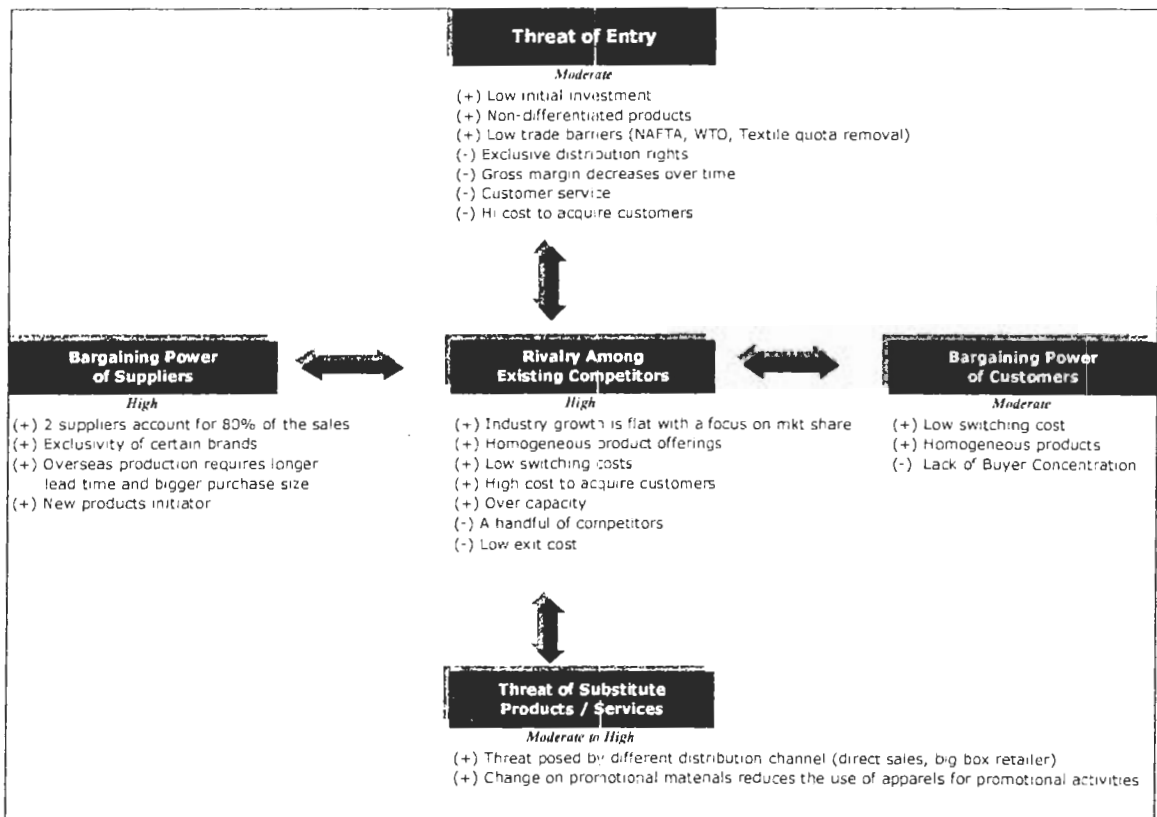 Threat of Entry
Moderate
(+) Low initial investment
(+) Non-differentiated products
(+) Low trade barriers (NAFTA, WTO, Textile quota removal)
(-) Exclusive distribution rights
(-) Gross margin decreases over time
(-) Customer service
(-) Hi cost to acquire customers
Bargaining Power
of Suppliers
High
(+) 2 suppliers account for 80% of the sales
(+) Exclusivity of certain brands
(+) Overseas production requires longer
lead time and bigger purchase size
(+) New products initiator
Rivalry Among
Existing Competitors
High
(+) Industry growth is flat with a focus on mkt share
(+) Homogeneous product offerings
(+) Low switching costs
(+) High cost to acquire customers
(+) Over capacity
(-) A handful of competitors
(-) Low exit cost
Bargaining Power
of Customers
Moderate
(+) Low switching cost
(+) Homogeneous products
(-) Lack of Buyer Concentration
Threat of Substitute
Products / Services
Moderate to High
(+) Threat posed by different distribution channel (direct sales, big box retailer)
(+) Change on promotional materials reduces the use of apparels for promotional activities